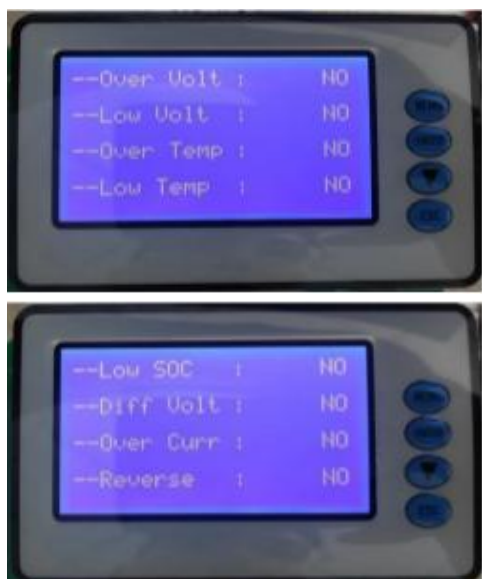 --Over Volt : NO
--Low Volt : NO
--Over Temp : NO
--Low Temp : NO
--Low SOC : NO
--Diff Volt : NO
--Over Curr : NO
--Reverse : NO